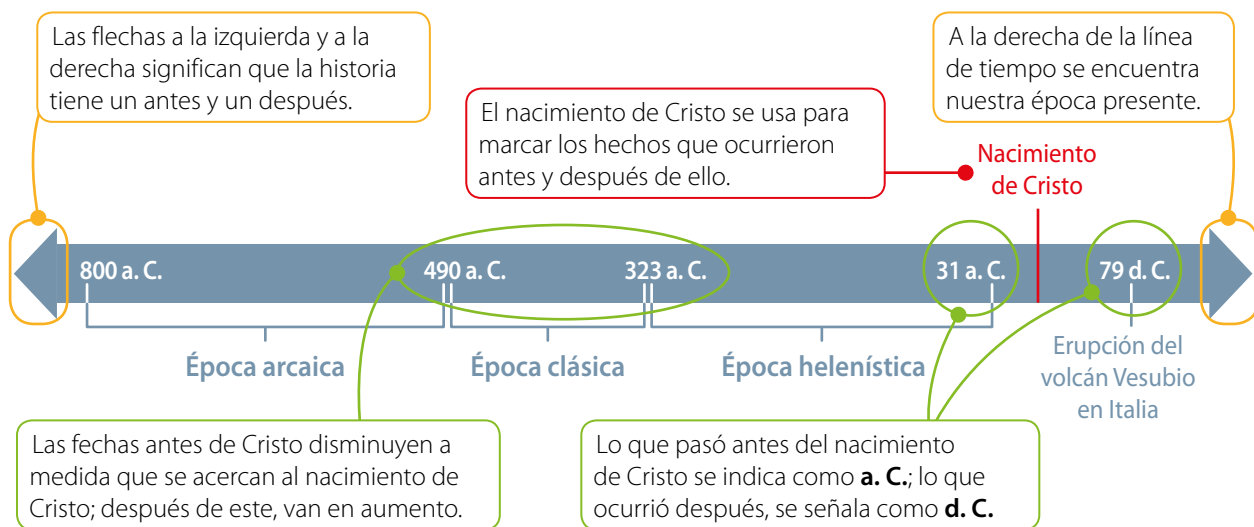 Las flechas a la izquierda y a la
derecha significan que la historia
tiene un antes y un después.
El nacimiento de Cristo se usa para
marcar los hechos que ocurrieron
antes y después de ello.
A la derecha de la línea
de tiempo se encuentra
nuestra época presente.
Nacimiento
de Cristo
800 a. C.
490 a. C.
323 a. C.
31 a. C.
79 d. C.
Época arcaica
Época clásica
Época helenística
Erupción del
volcán Vesubio
en Italia
Las fechas antes de Cristo disminuyen a
medida que se acercan al nacimiento de
Cristo; después de este, van en aumento.
Lo que pasó antes del nacimiento
de Cristo se indica como a. C.; lo que
ocurrió después, se señala como d. C.